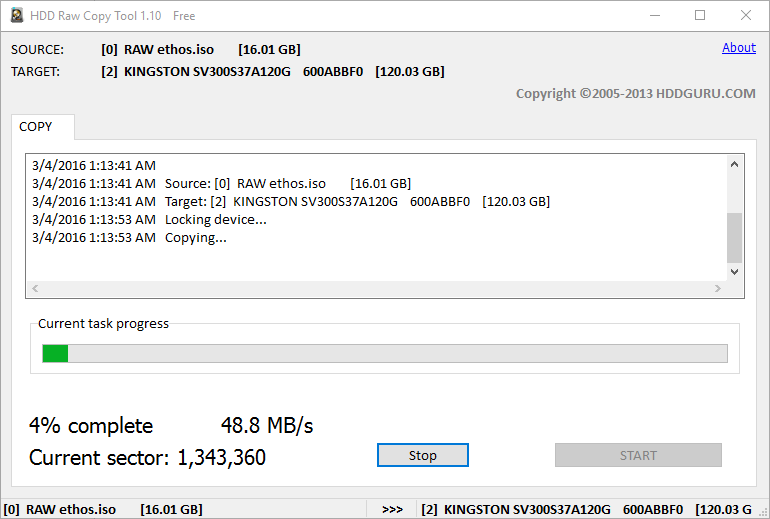 HDD Raw Copy Tool 1.10 Free
SOURCE: [0] RAW ethos.iso [16.01 GB] About
TARGET: [2] KINGSTON SV300S37A120G 600ABBF0 [120.03 GB]
Copyright ©2005-2013 HDDGURU.COM
COPY
3/4/2016 1:13:41 AM
3/4/2016 1:13:41 AM Source: [0] RAW ethos.iso [16.01 GB]
3/4/2016 1:13:41 AM Target: [2] KINGSTON SV300S37A120G 600ABBF0 [120.03 GB]
3/4/2016 1:13:53 AM Locking device...
3/4/2016 1:13:53 AM Copying...
Current task progress
4% complete 48.8 MB/s
Current sector: 1,343,360 Stop START
[0] RAW ethos.iso [16.01 GB] >>> [2] KINGSTON SV300S37A120G 600ABBF0 [120.03 G